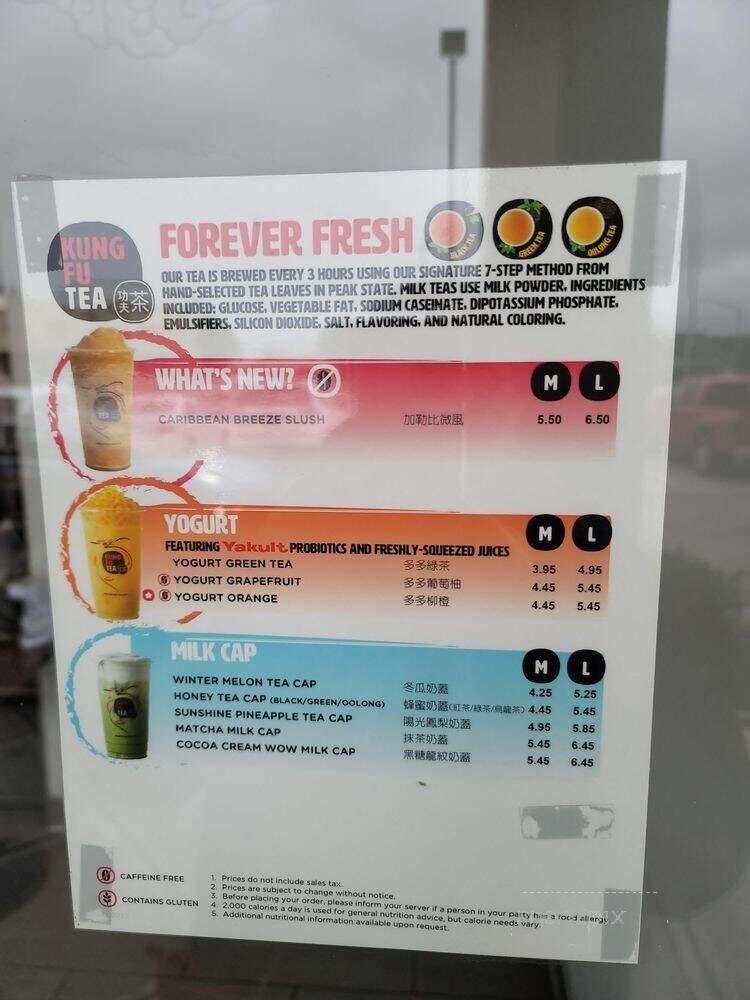 KUNG
FU
TEA 功夫茶
FOREVER FRESH
BLACK TEA
GREEN TEA
OOLONG TEA
OUR TEA IS BREWED EVERY 3 HOURS USING OUR SIGNATURE 7-STEP METHOD FROM
HAND-SELECTED TEA LEAVES IN PEAK STATE. MILK TEAS USE MILK POWDER, INGREDIENTS
INCLUDED: GLUCOSE, VEGETABLE FAT, SODIUM CASEINATE, DIPOTASSIUM PHOSPHATE,
EMULSIFIERS, SILICON DIOXIDE, SALT, FLAVORING, AND NATURAL COLORING.
WHAT'S NEW? M L
CARIBBEAN BREEZE SLUSH 加勒比微風 5.50 6.50
YOGURT M L
FEATURING Yakult PROBIOTICS AND FRESHLY-SQUEEZED JUICES
YOGURT GREEN TEA 多多綠茶 3.95 4.95
YOGURT GRAPEFRUIT 多多葡萄柚 4.45 5.45
YOGURT ORANGE 多多柳橙 4.45 5.45
KUNG
FU
TEA
MILK CAP M L
WINTER MELON TEA CAP 冬瓜奶蓋 4.25 5.25
HONEY TEA CAP (BLACK/GREEN/OOLONG) 蜂蜜奶蓋(紅茶/綠茶/烏龍茶) 4.45 5.45
SUNSHINE PINEAPPLE TEA CAP 陽光鳳梨奶蓋 4.95 5.85
MATCHA MILK CAP 抹茶奶蓋 5.45 6.45
COCOA CREAM WOW MILK CAP 黑糖龍紋奶蓋 5.45 6.45
CAFFEINE FREE
CONTAINS GLUTEN
1. Prices do not include sales tax.
2. Prices are subject to change without notice.
3. Before placing your order, please inform your server if a person in your party has a food allergy.
4. 2,000 calories a day is used for general nutrition advice, but calorie needs vary.
5. Additional nutritional information available upon request.